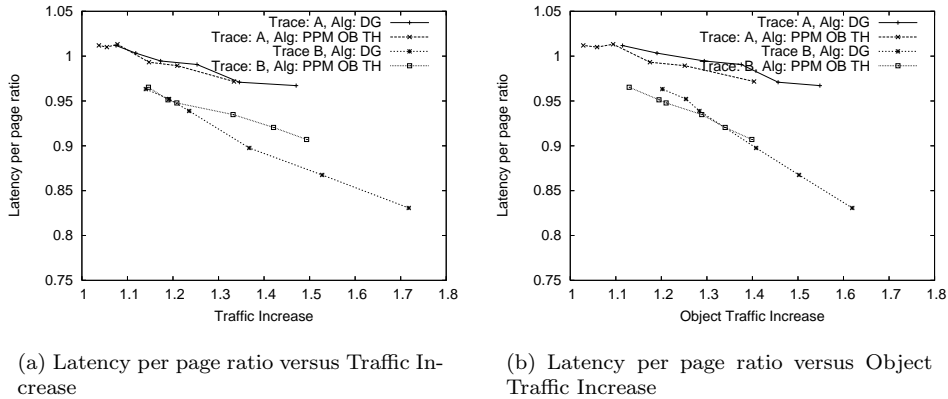 1.05
1
0.95
0.9
0.85
0.8
0.75
1 1.1 1.2 1.3 1.4 1.5 1.6 1.7 1.8
Latency per page ratio
Traffic Increase
Trace: A, Alg: DG
Trace: A, Alg: PPM OB TH
Trace B, Alg: DG
Trace: B, Alg: PPM OB TH
(a) Latency per page ratio versus Traffic In-
crease
1.05
1
0.95
0.9
0.85
0.8
0.75
1 1.1 1.2 1.3 1.4 1.5 1.6 1.7 1.8
Latency per page ratio
Object Traffic Increase
Trace: A, Alg: DG
Trace: A, Alg: PPM OB TH
Trace B, Alg: DG
Trace: B, Alg: PPM OB TH
(b) Latency per page ratio versus Object
Traffic Increase